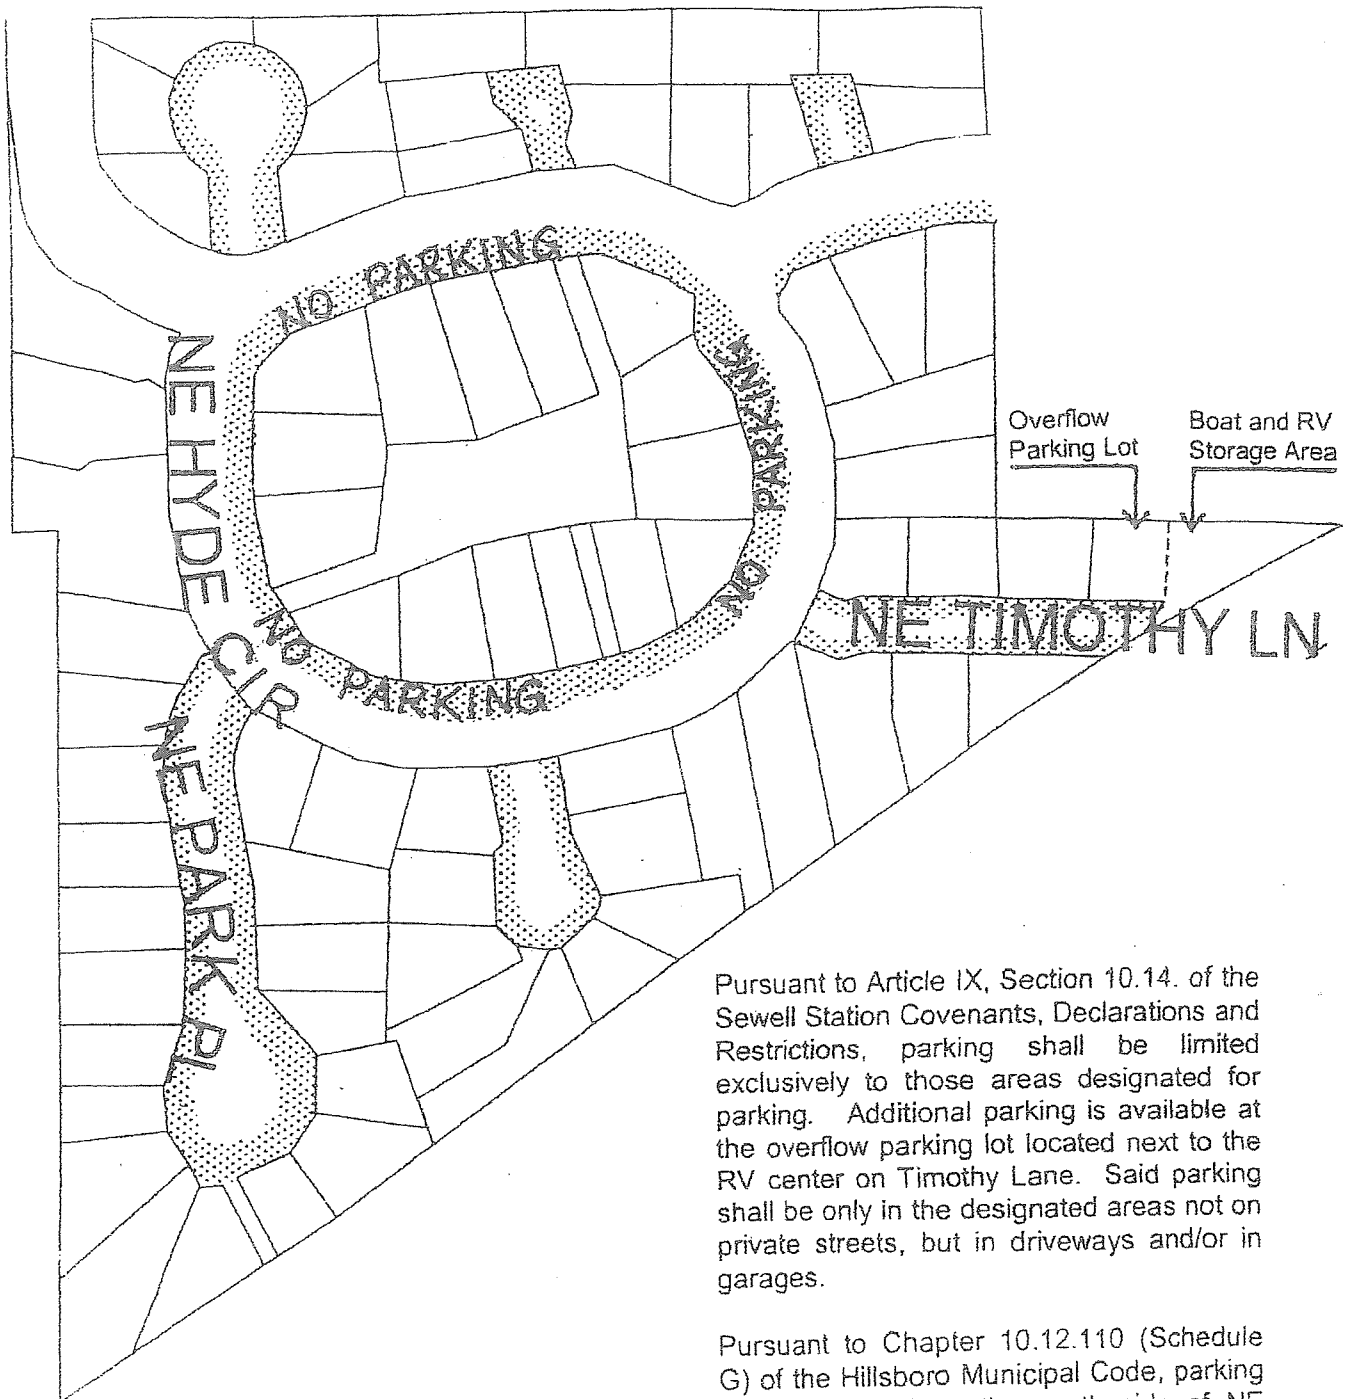 NO PARKING
NO PARKING
NO PARKING
NE HYDE CIR
NE PARK PL
NE TIMOTHY LN
Overflow
Parking Lot
Boat and RV
Storage Area
Pursuant to Article IX, Section 10.14. of the
Sewell Station Covenants, Declarations and
Restrictions, parking shall be limited
exclusively to those areas designated for
parking. Additional parking is available at
the overflow parking lot located next to the
RV center on Timothy Lane. Said parking
shall be only in the designated areas not on
private streets, but in driveways and/or in
garages.
Pursuant to Chapter 10.12.110 (Schedule
G) of the Hillsboro Municipal Code, parking
side of NE